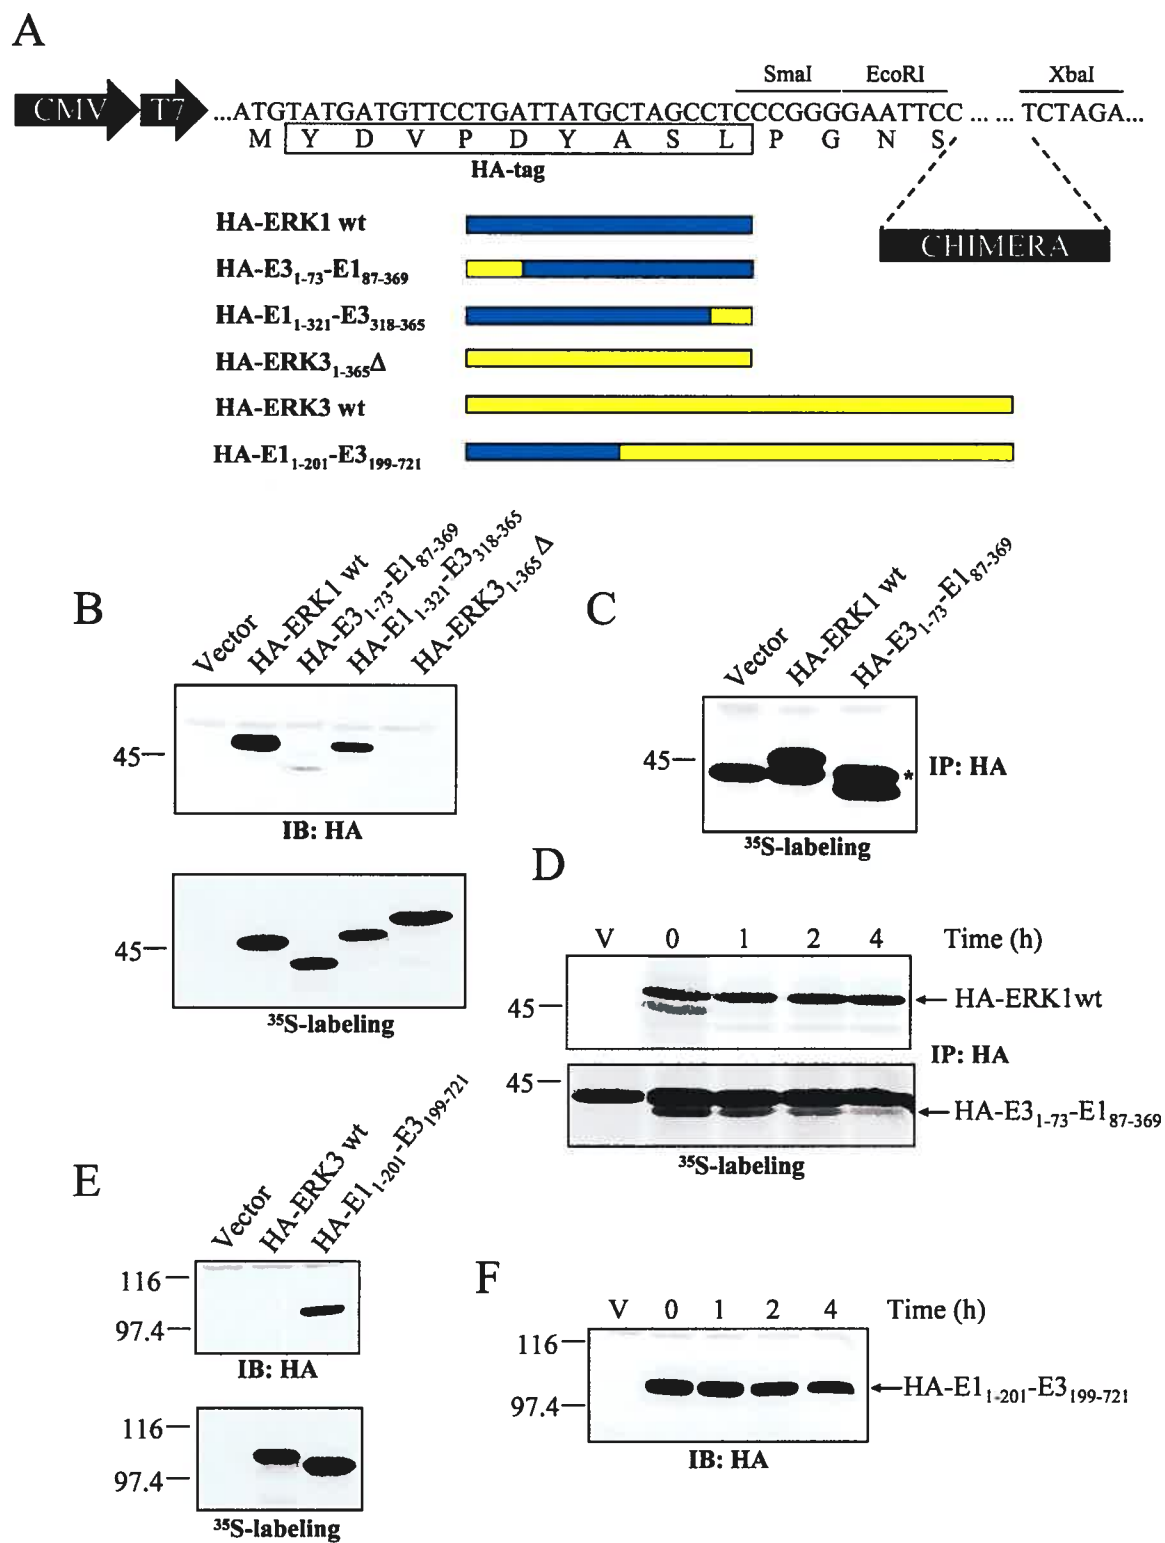 A
SmaI EcoRI XbaI
CMV T7 ...ATGTATGATGTTCCTGATTATGCTAGCCTCCCCGGGGAATTCC ... ... TCTAGA...
M Y D V P D Y A S L P G N S
HA-tag
CHIMERA
HA-ERK1 wt
HA-E3₁₋₇₃-E1₈₇₋₃₆₉
HA-E1₁₋₃₂₁-E3₃₁₈₋₃₆₅
HA-ERK3₁₋₃₆₅Δ
HA-ERK3 wt
HA-E1₁₋₂₀₁-E3₁₉₉₋₇₂₁
B
Vector
HA-ERK1 wt
HA-E3₁₋₇₃-E1₈₇₋₃₆₉
HA-E1₁₋₃₂₁-E3₃₁₈₋₃₆₅
HA-ERK3₁₋₃₆₅Δ
45
IB: HA
45
³⁵S-labeling
C
Vector
HA-ERK1 wt
HA-E3₁₋₇₃-E1₈₇₋₃₆₉
45
* IP: HA
³⁵S-labeling
D
V 0 1 2 4 Time (h)
45
HA-ERK1wt
IP: HA
45
HA-E3₁₋₇₃-E1₈₇₋₃₆₉
³⁵S-labeling
E
Vector
HA-ERK3 wt
HA-E1₁₋₂₀₁-E3₁₉₉₋₇₂₁
116
97.4
IB: HA
116
97.4
³⁵S-labeling
F
V 0 1 2 4 Time (h)
116
97.4
HA-E1₁₋₂₀₁-E3₁₉₉₋₇₂₁
IB: HA